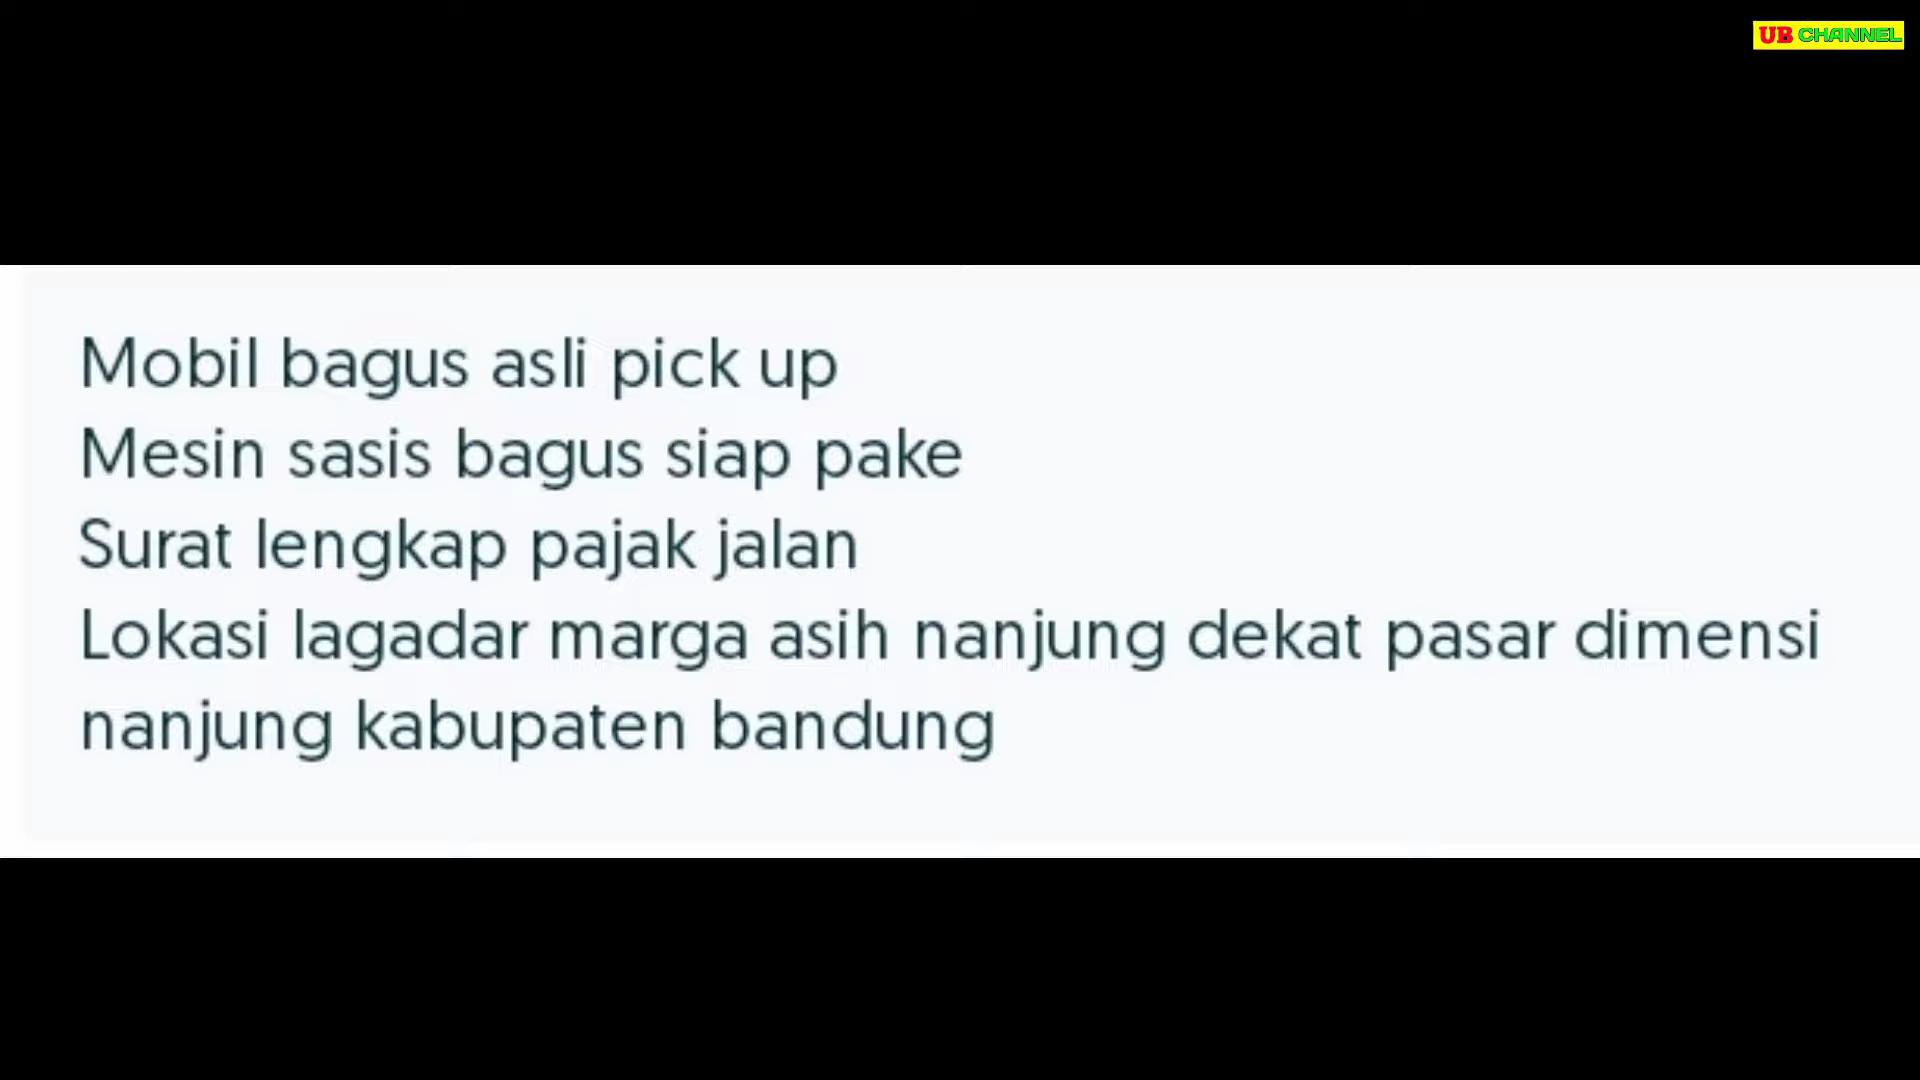 UB CHANNEL
Mobil bagus asli pick up
Mesin sasis bagus siap pake
Surat lengkap pajak jalan
Lokasi lagadar marga asih nanjung dekat pasar dimensi
nanjung kabupaten bandung